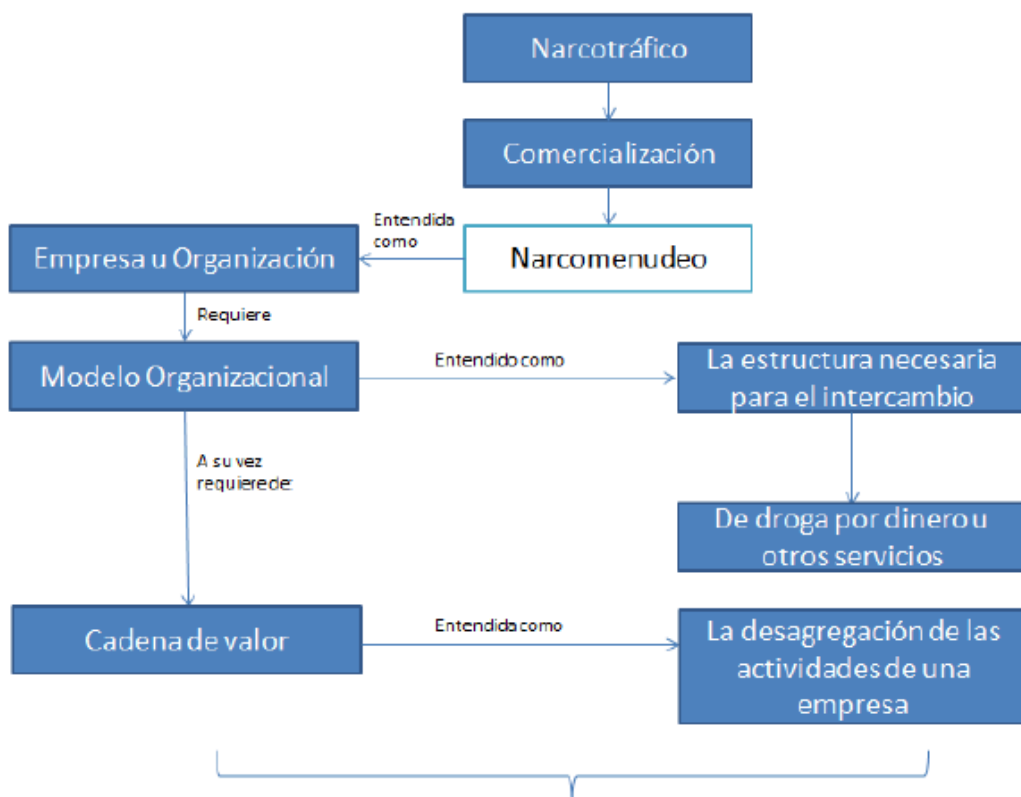 Narcotráfico
Comercialización
Entendida
como
Narcomenudeo
Empresa u Organización
Requiere
Modelo Organizacional
Entendido como
La estructura necesaria
para el intercambio
A su vez
requierede:
De droga por dinero u
otros servicios
Cadena de valor
Entendida como
La desagregación de las
actividades de una
empresa